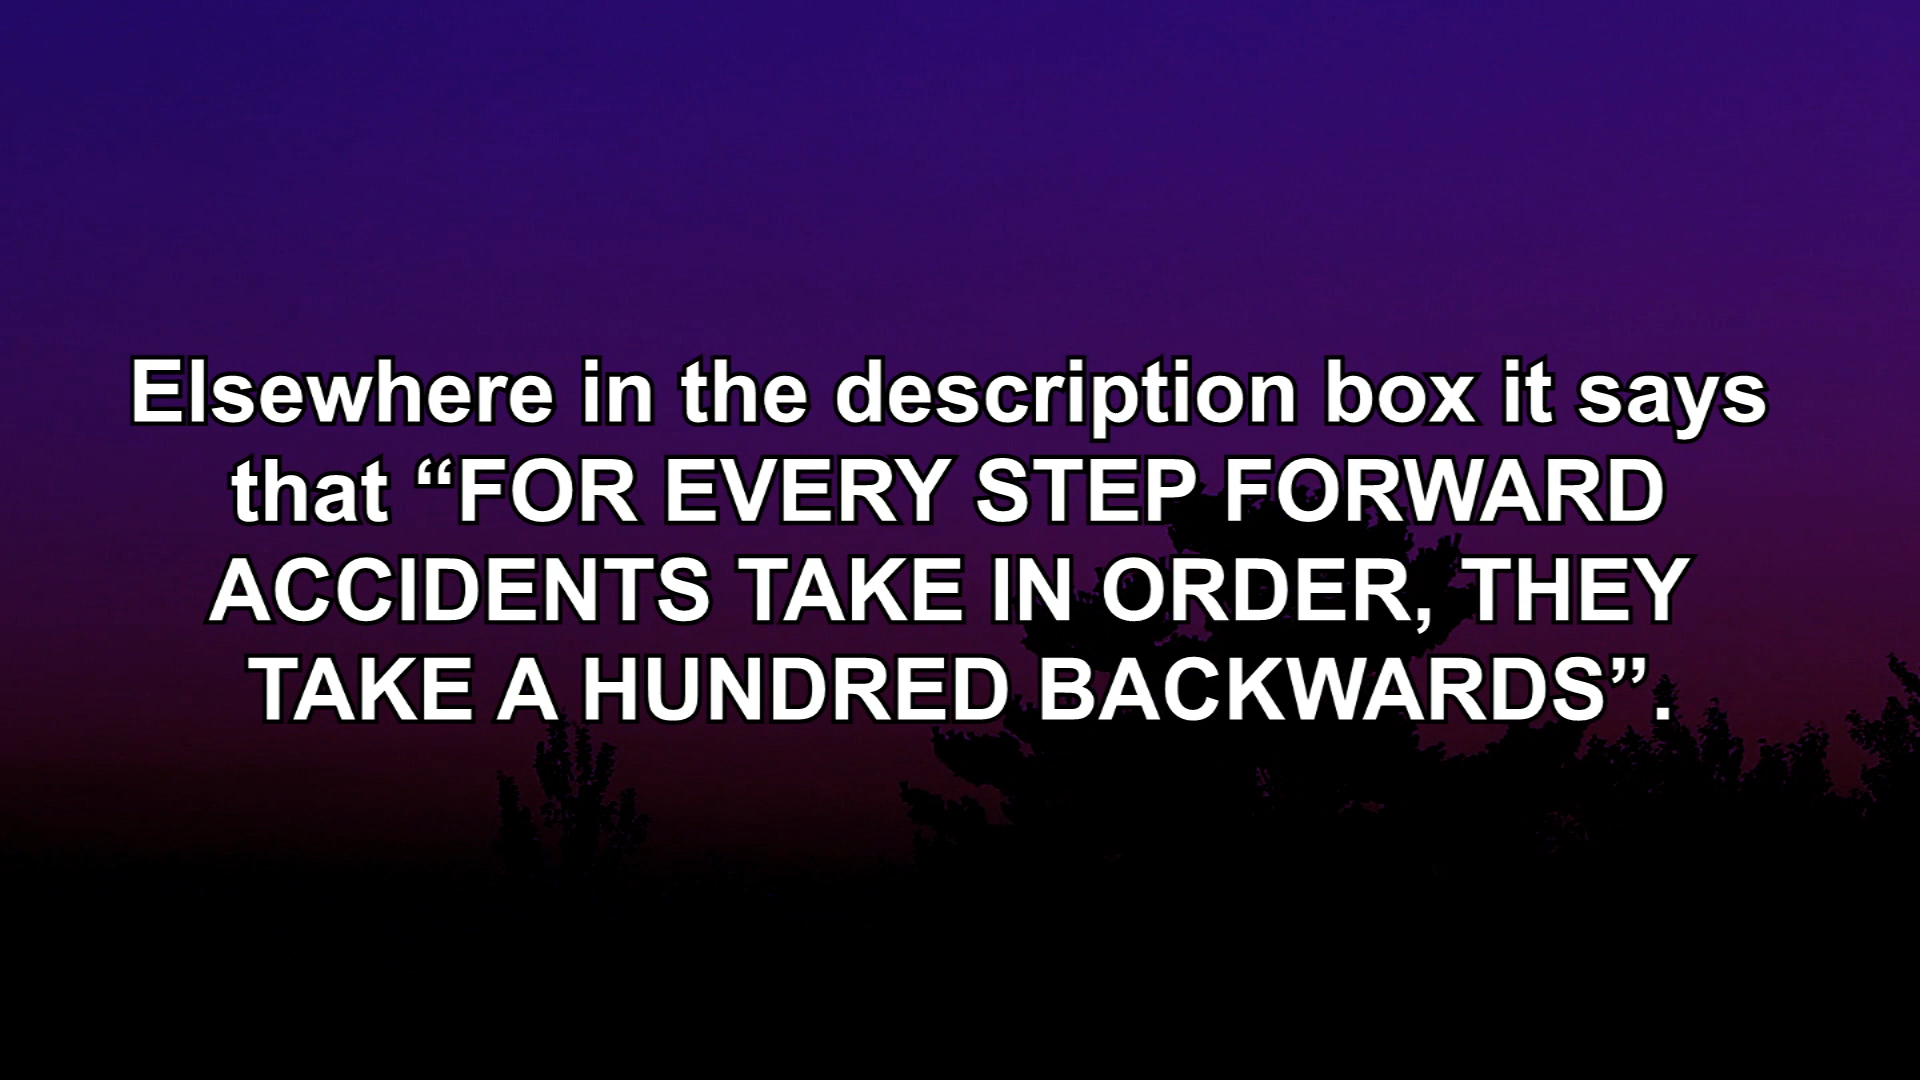 Elsewhere in the description box it says
that “FOR EVERY STEP FORWARD
ACCIDENTS TAKE IN ORDER, THEY
TAKE A HUNDRED BACKWARDS”.